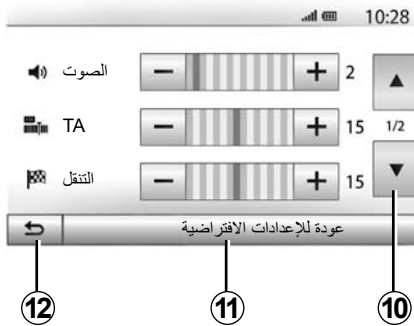 10:28
الصوت − + 2
TA − + 15 1/2
التنقل − + 15
عودة للإعدادات الافتراضية
12 11 10